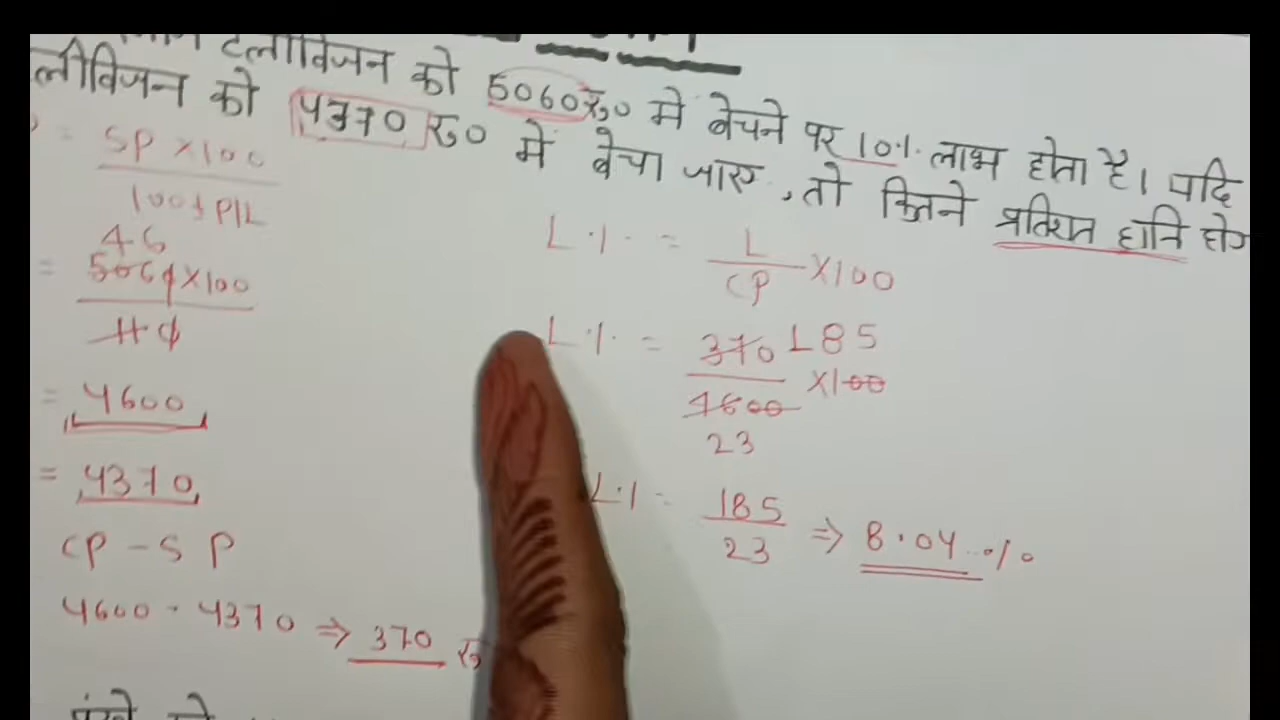 टेलीविजन को 5060रु० मे बेचने पर 10% लाभ होता है। यदि
लीविजन को 4370 रु० में बेचा जाए, तो कितने प्रतिशत हानि होग
= SP ×100
100±P/L
46
= 5060×100
110
= 4600
= 4370
CP - SP
4600 - 4370 ⇒ 370 रु
L% = L ×100
CP
L% = 370 185
×100
4600
23
L% = 185 ⇒ 8.04%
23